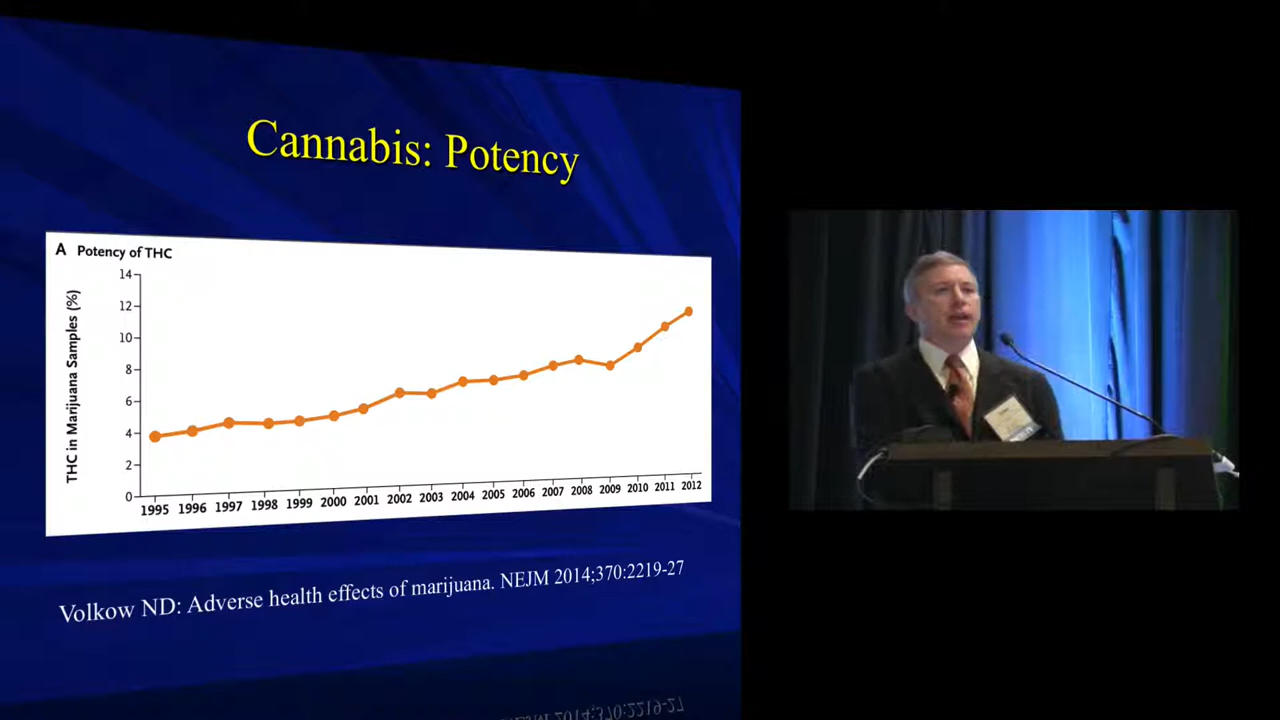 Cannabis: Potency
A Potency of THC
THC in Marijuana Samples (%)
14
12
10
8
6
4
2
0
1995 1996 1997 1998 1999 2000 2001 2002 2003 2004 2005 2006 2007 2008 2009 2010 2011 2012
Volkow ND: Adverse health effects of marijuana. NEJM 2014;370:2219-27